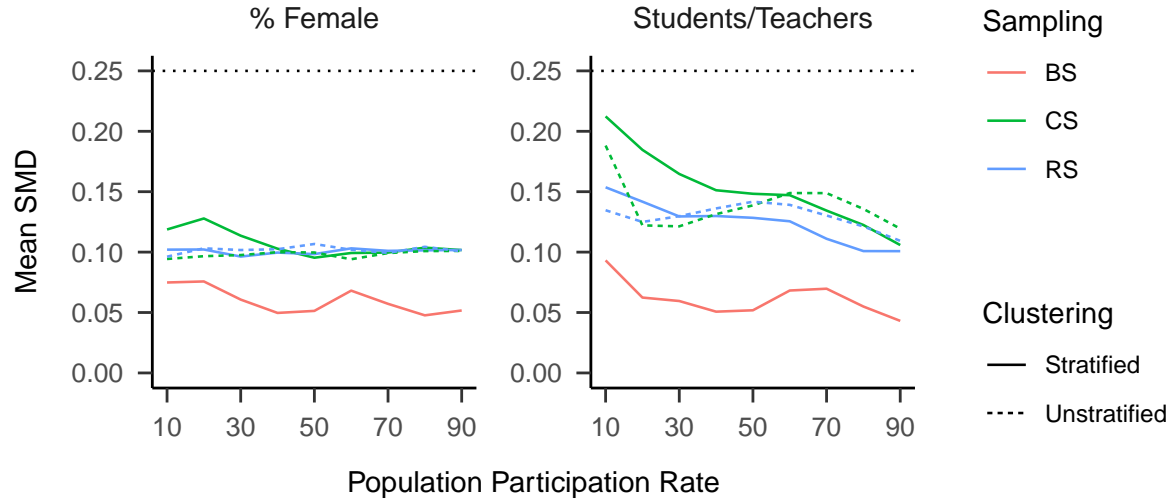 % Female
Students/Teachers
Mean SMD
0.25
0.20
0.15
0.10
0.05
0.00
10 30 50 70 90
0.25
0.20
0.15
0.10
0.05
0.00
10 30 50 70 90
Population Participation Rate
Sampling
BS
CS
RS
Clustering
Stratified
Unstratified